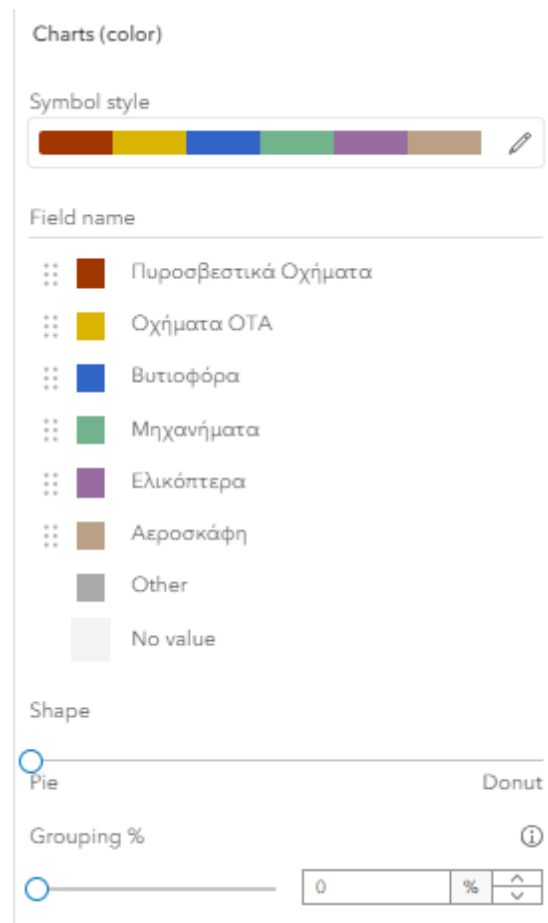 Charts (color)
Symbol style
Field name
Πυροσβεστικά Οχήματα
Οχήματα ΟΤΑ
Βυτιοφόρα
Μηχανήματα
Ελικόπτερα
Αεροσκάφη
Other
No value
Shape
Pie Donut
Grouping %
0 %